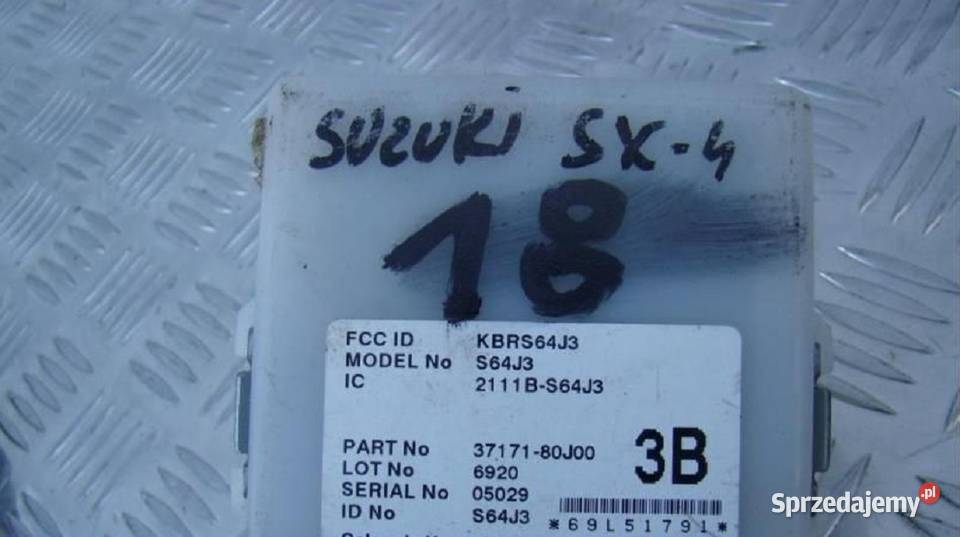 SUZUKI SX-4
18
FCC ID KBRS64J3
MODEL No S64J3
IC 2111B-S64J3
PART No 37171-80J00
LOT No 6920
SERIAL No 05029
ID No S64J3
3B
*69L51791*
Sprzedajemy.pl